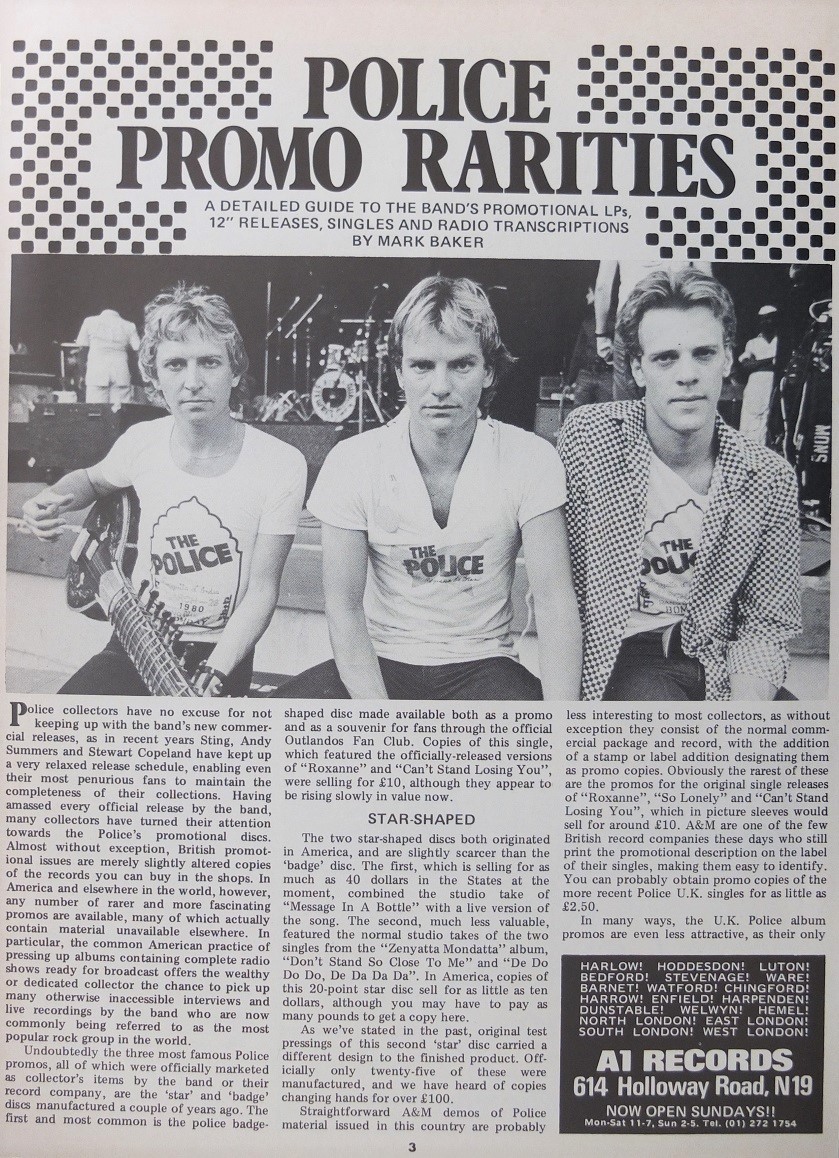 POLICE
PROMO RARITIES
A DETAILED GUIDE TO THE BAND'S PROMOTIONAL LPs,
12" RELEASES, SINGLES AND RADIO TRANSCRIPTIONS
BY MARK BAKER
THE
POLICE
1980
THE
POLICE
THE
POLICE
SNOW
Police collectors have no excuse for not
keeping up with the band's new commer-
cial releases, as in recent years Sting, Andy
Summers and Stewart Copeland have kept up
a very relaxed release schedule, enabling even
their most penurious fans to maintain the
completeness of their collections. Having
amassed every official release by the band,
many collectors have turned their attention
towards the Police's promotional discs.
Almost without exception, British promot-
ional issues are merely slightly altered copies
of the records you can buy in the shops. In
America and elsewhere in the world, however,
any number of rarer and more fascinating
promos are available, many of which actually
contain material unavailable elsewhere. In
particular, the common American practice of
pressing up albums containing complete radio
shows ready for broadcast offers the wealthy
or dedicated collector the chance to pick up
many otherwise inaccessible interviews and
live recordings by the band who are now
commonly being referred to as the most
popular rock group in the world.
Undoubtedly the three most famous Police
promos, all of which were officially marketed
as collector's items by the band or their
record company, are the 'star' and 'badge'
discs manufactured a couple of years ago. The
first and most common is the police badge-
shaped disc made available both as a promo
and as a souvenir for fans through the official
Outlandos Fan Club. Copies of this single,
which featured the officially-released versions
of "Roxanne" and "Can't Stand Losing You",
were selling for £10, although they appear to
be rising slowly in value now.
STAR-SHAPED
The two star-shaped discs both originated
in America, and are slightly scarcer than the
'badge' disc. The first, which is selling for as
much as 40 dollars in the States at the
moment, combined the studio take of
"Message In A Bottle" with a live version of
the song. The second, much less valuable,
featured the normal studio takes of the two
singles from the "Zenyatta Mondatta" album,
"Don't Stand So Close To Me" and "De Do
Do Do, De Da Da Da". In America, copies of
this 20-point star disc sell for as little as ten
dollars, although you may have to pay as
many pounds to get a copy here.
As we've stated in the past, original test
pressings of this second 'star' disc carried a
different design to the finished product. Off-
icially only twenty-five of these were
manufactured, and we have heard of copies
changing hands for over £100.
Straightforward A&M demos of Police
material issued in this country are probably
less interesting to most collectors, as without
exception they consist of the normal comm-
ercial package and record, with the addition
of a stamp or label addition designating them
as promo copies. Obviously the rarest of these
are the promos for the original single releases
of "Roxanne", "So Lonely" and "Can't Stand
Losing You", which in picture sleeves would
sell for around £10. A&M are one of the few
British record companies these days who still
print the promotional description on the label
of their singles, making them easy to identify.
You can probably obtain promo copies of the
more recent Police U.K. singles for as little as
£2.50.
In many ways, the U.K. Police album
promos are even less attractive, as their only
HARLOW! HODDESDON! LUTON!
BEDFORD! STEVENAGE! WARE!
BARNET! WATFORD! CHINGFORD!
HARROW! ENFIELD! HARPENDEN!
DUNSTABLE! WELWYN! HEMEL!
NORTH LONDON! EAST LONDON!
SOUTH LONDON! WEST LONDON!
A1 RECORDS
614 Holloway Road, N19
NOW OPEN SUNDAYS!!
Mon-Sat 11-7, Sun 2-5. Tel. (01) 272 1754
3